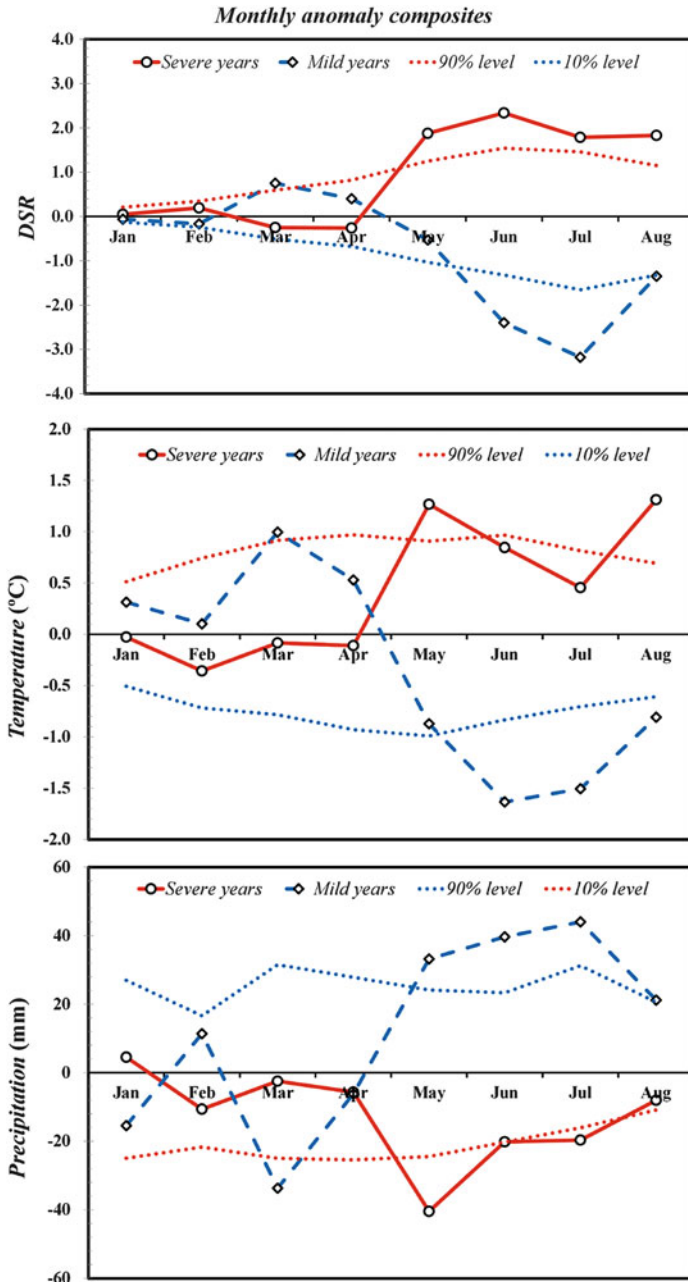 Monthly anomaly composites
4.0
Severe years Mild years 90% level 10% level
3.0
2.0
1.0
0.0
Jan Feb Mar Apr May Jun Jul Aug
-1.0
-2.0
-3.0
-4.0
DSR
2.0
Severe years Mild years 90% level 10% level
1.5
1.0
0.5
0.0
Jan Feb Mar Apr May Jun Jul Aug
-0.5
-1.0
-1.5
-2.0
Temperature (ºC)
60
Severe years Mild years 90% level 10% level
40
20
0
Jan Feb Mar Apr May Jun Jul Aug
-20
-40
-60
Precipitation (mm)